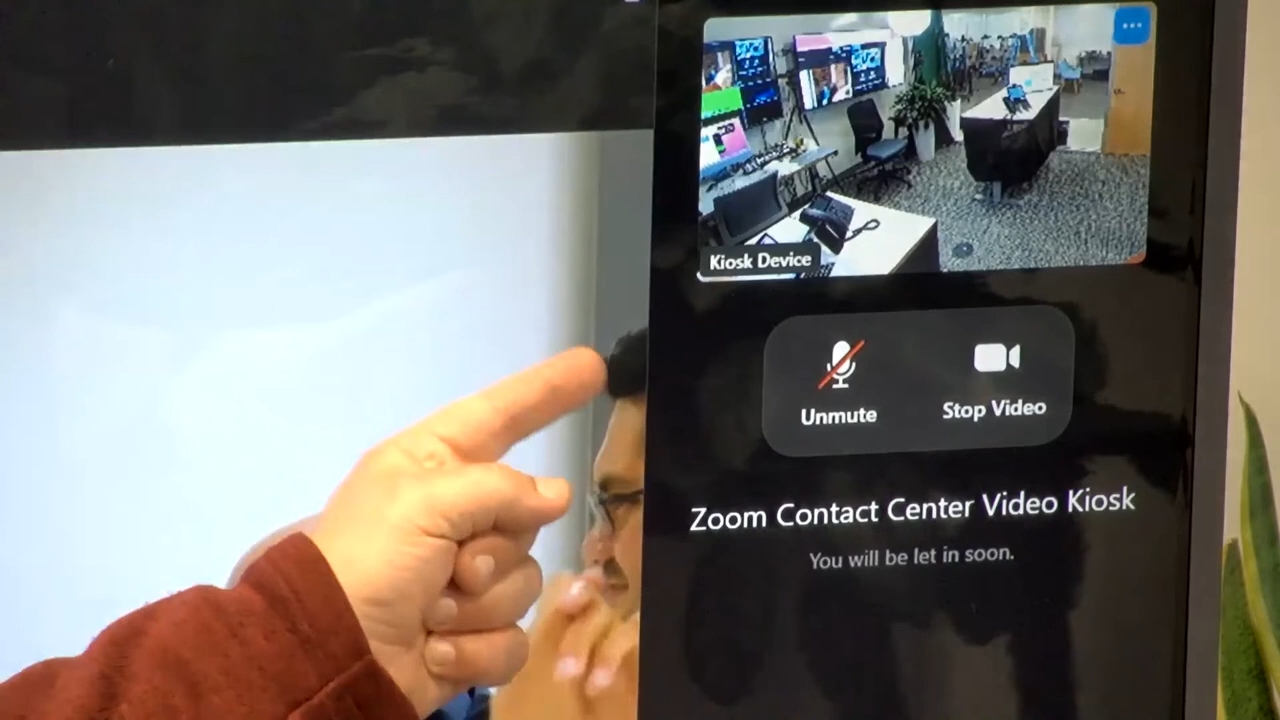 Kiosk Device
Unmute
Stop Video
Zoom Contact Center Video Kiosk
You will be let in soon.